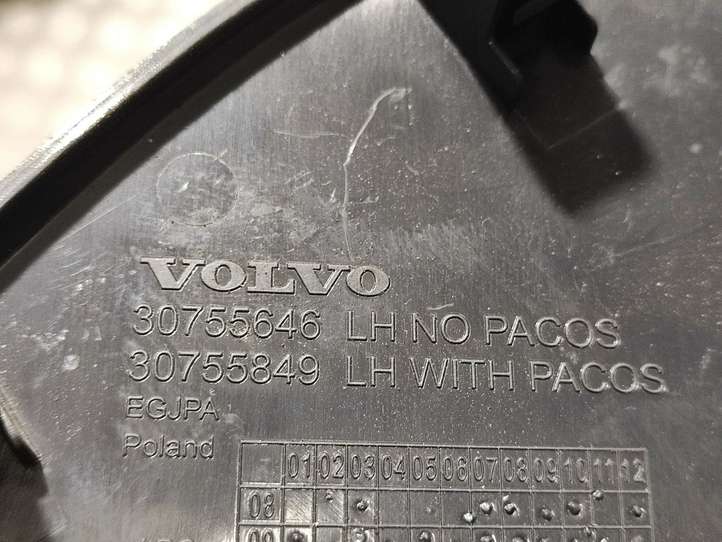 VOLVO
30755646 LH NO PACOS
30755849 LH WITH PACOS
EGJPA
Poland
01 02 03 04 05 06 07 08 09 10 11 12
08
09